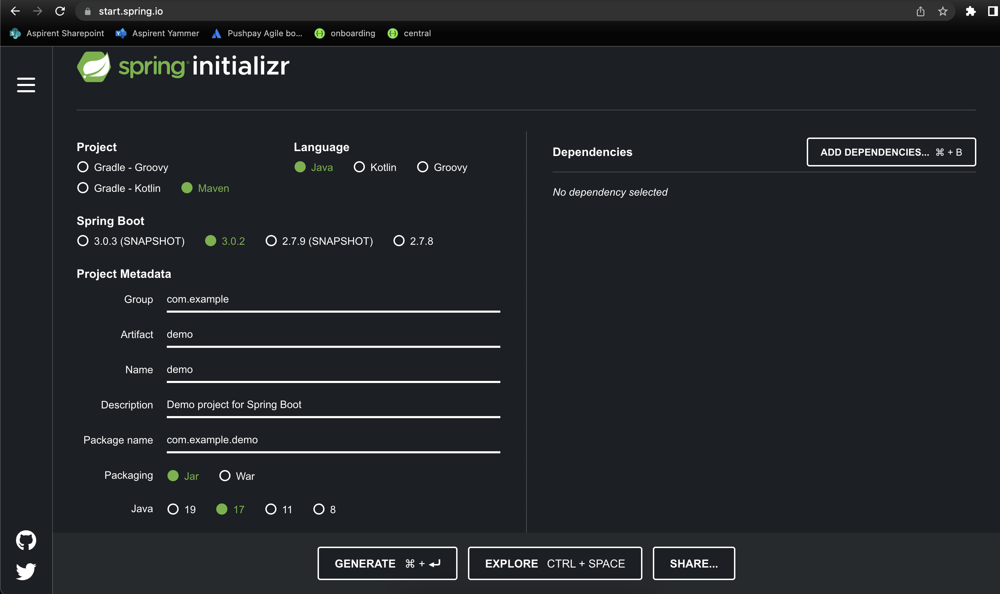 start.spring.io
Aspirent Sharepoint Aspirent Yammer Pushpay Agile bo... onboarding central
spring® initializr
Project
Gradle - Groovy
Gradle - Kotlin Maven
Language
Java Kotlin Groovy
Spring Boot
3.0.3 (SNAPSHOT) 3.0.2 2.7.9 (SNAPSHOT) 2.7.8
Project Metadata
Group com.example
Artifact demo
Name demo
Description Demo project for Spring Boot
Package name com.example.demo
Packaging Jar War
Java 19 17 11 8
Dependencies ADD DEPENDENCIES... ⌘ + B
No dependency selected
GENERATE ⌘ + ↵ EXPLORE CTRL + SPACE SHARE...